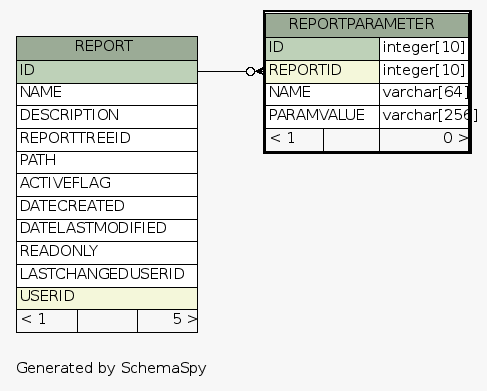 REPORT
ID
NAME
DESCRIPTION
REPORTTREEID
PATH
ACTIVEFLAG
DATECREATED
DATELASTMODIFIED
READONLY
LASTCHANGEDUSERID
USERID
< 1 5 >
REPORTPARAMETER
ID integer[10]
REPORTID integer[10]
NAME varchar[64]
PARAMVALUE varchar[256]
< 1 0 >
Generated by SchemaSpy